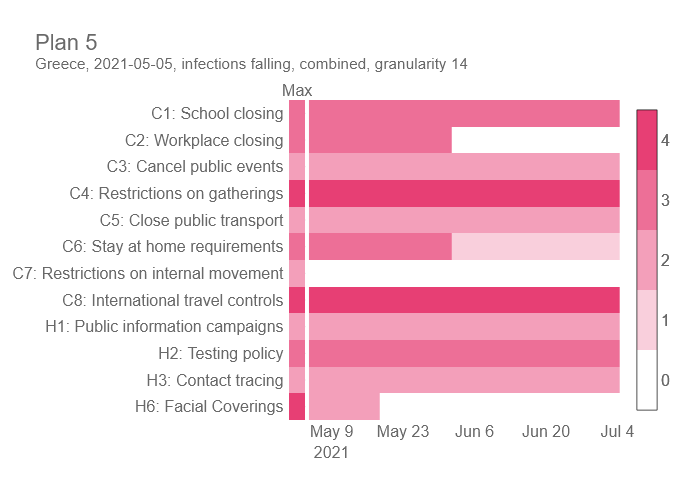 Plan 5
Greece, 2021-05-05, infections falling, combined, granularity 14
Max
C1: School closing
C2: Workplace closing
C3: Cancel public events
C4: Restrictions on gatherings
C5: Close public transport
C6: Stay at home requirements
C7: Restrictions on internal movement
C8: International travel controls
H1: Public information campaigns
H2: Testing policy
H3: Contact tracing
H6: Facial Coverings
4
3
2
1
0
May 9 May 23 Jun 6 Jun 20 Jul 4
2021